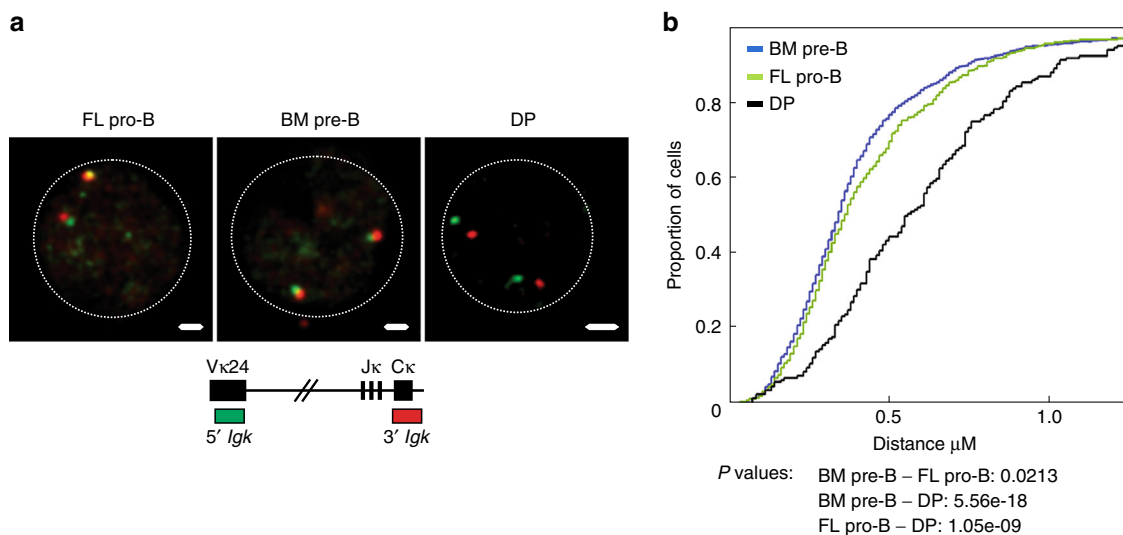 a
FL pro-B
BM pre-B
DP
Vκ24
Jκ
Cκ
5′ Igk
3′ Igk
b
BM pre-B
FL pro-B
DP
0.8
0.6
0.4
0.2
0
0.5
1.0
Proportion of cells
Distance μM
P values:
BM pre-B – FL pro-B: 0.0213
BM pre-B – DP: 5.56e-18
FL pro-B – DP: 1.05e-09